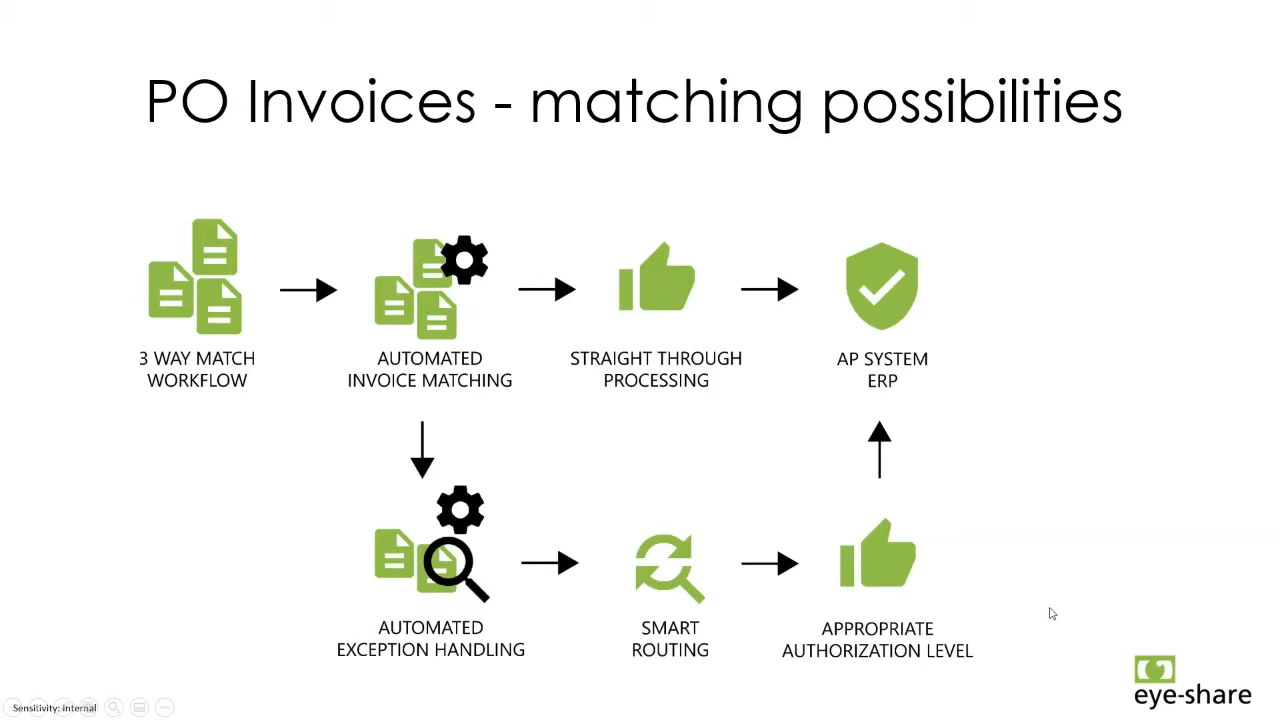 PO Invoices - matching possibilities
3 WAY MATCH
WORKFLOW
AUTOMATED
INVOICE MATCHING
STRAIGHT THROUGH
PROCESSING
AP SYSTEM
ERP
AUTOMATED
EXCEPTION HANDLING
SMART
ROUTING
APPROPRIATE
AUTHORIZATION LEVEL
eye-share
Sensitivity: Internal